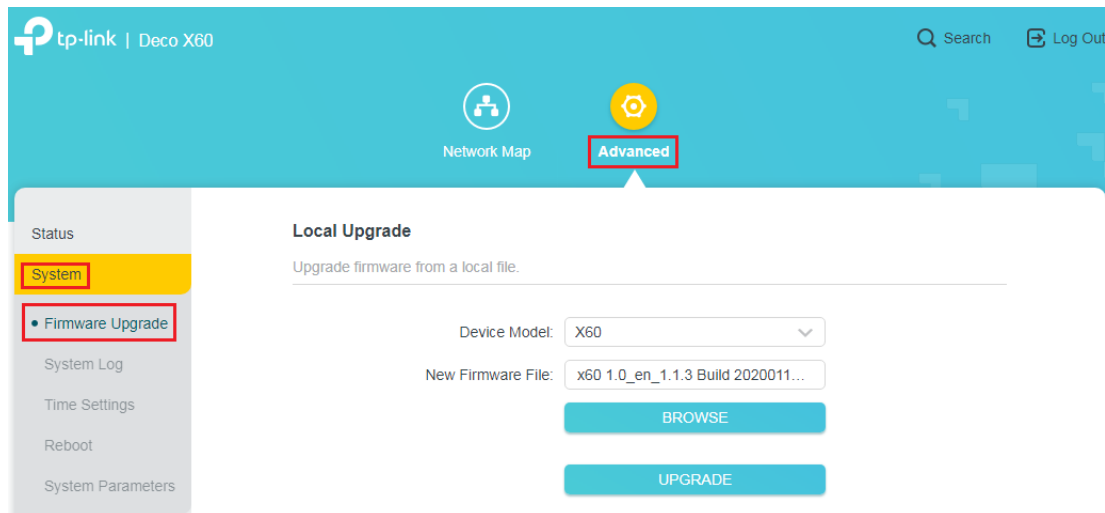 tp-link | Deco X60
Search
Log Out
Network Map
Advanced
Status
System
Firmware Upgrade
System Log
Time Settings
Reboot
System Parameters
Local Upgrade
Upgrade firmware from a local file.
Device Model: X60
New Firmware File: x60 1.0_en_1.1.3 Build 2020011...
BROWSE
UPGRADE